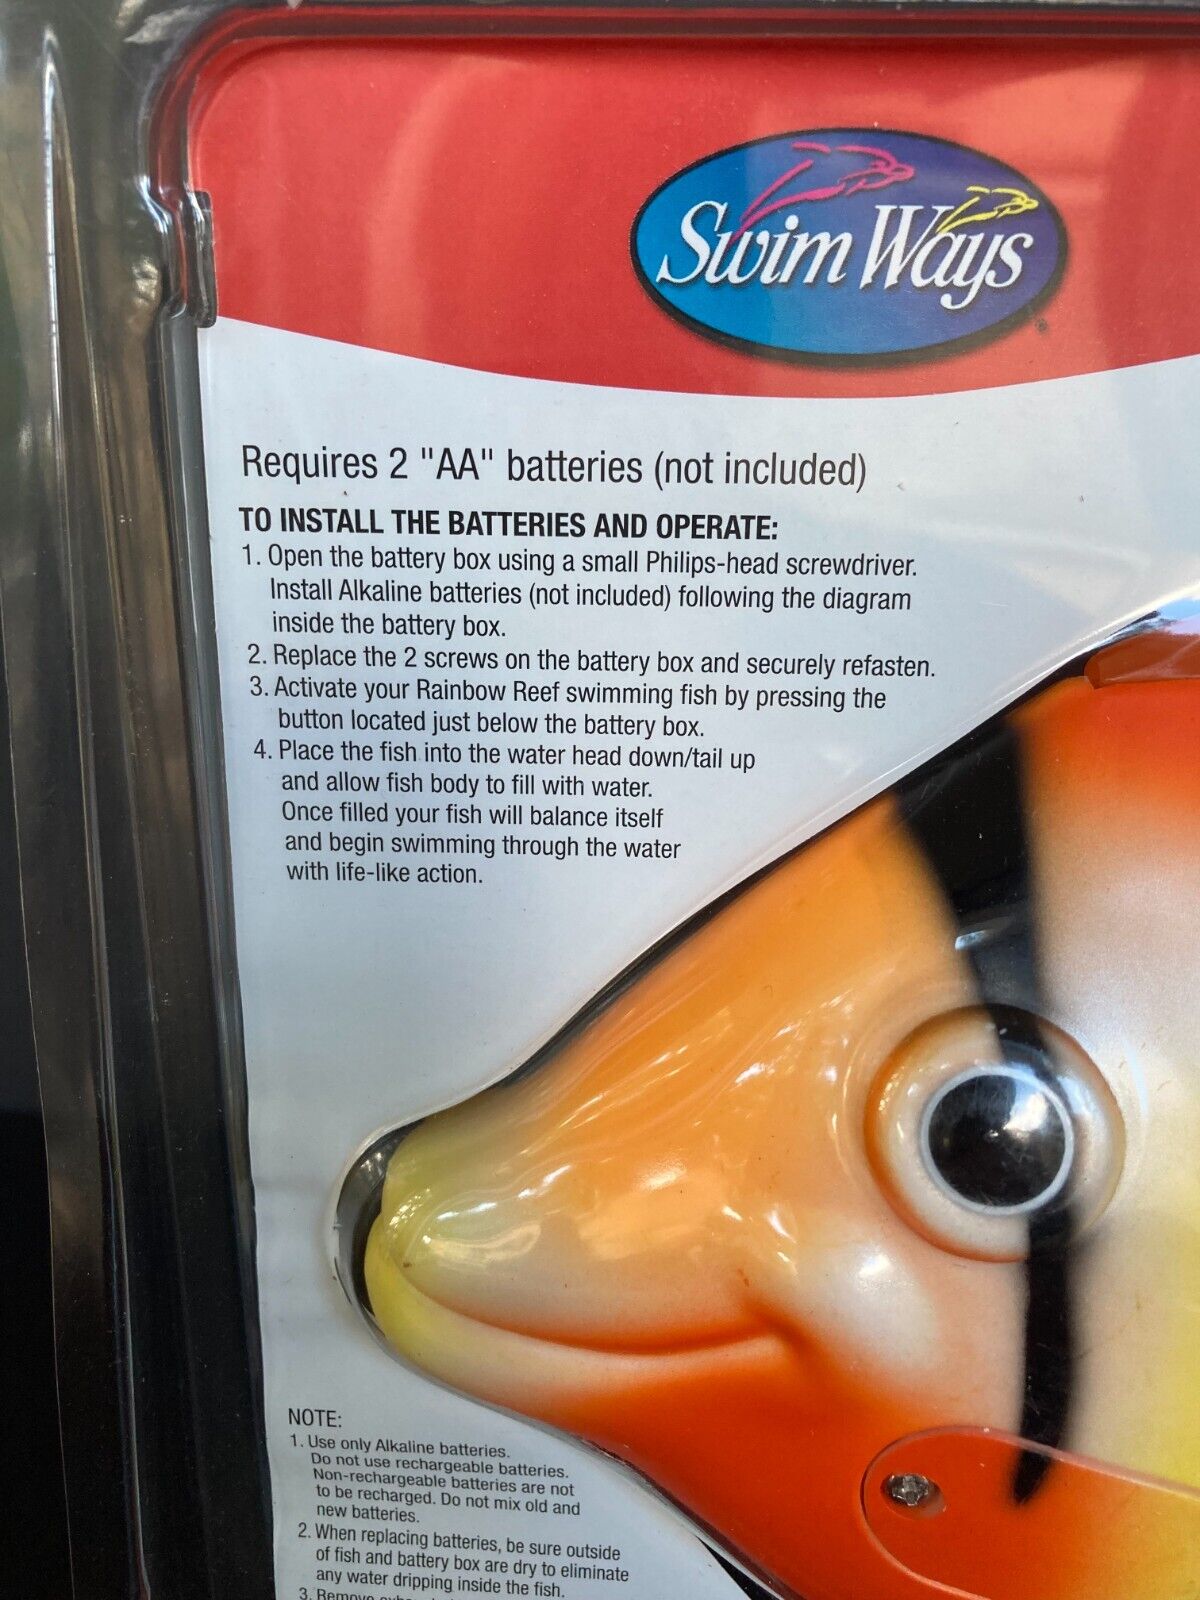 Swim Ways
®
Requires 2 "AA" batteries (not included)
TO INSTALL THE BATTERIES AND OPERATE:
1. Open the battery box using a small Philips-head screwdriver.
Install Alkaline batteries (not included) following the diagram
inside the battery box.
2. Replace the 2 screws on the battery box and securely refasten.
3. Activate your Rainbow Reef swimming fish by pressing the
button located just below the battery box.
4. Place the fish into the water head down/tail up
and allow fish body to fill with water.
Once filled your fish will balance itself
and begin swimming through the water
with life-like action.
NOTE:
1. Use only Alkaline batteries.
Do not use rechargeable batteries.
Non-rechargeable batteries are not
to be recharged. Do not mix old and
new batteries.
2. When replacing batteries, be sure outside
of fish and battery box are dry to eliminate
any water dripping inside the fish.
3. Remove